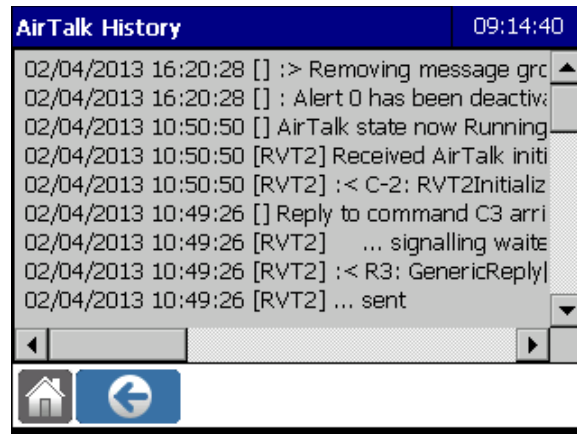 AirTalk History 09:14:40
02/04/2013 16:20:28 [] :> Removing message grc
02/04/2013 16:20:28 [] : Alert 0 has been deactiva
02/04/2013 10:50:50 [] AirTalk state now Running
02/04/2013 10:50:50 [RVT2] Received AirTalk initi
02/04/2013 10:50:50 [RVT2] :< C-2: RVT2Initializ
02/04/2013 10:49:26 [] Reply to command C3 arri
02/04/2013 10:49:26 [RVT2] ... signalling waite
02/04/2013 10:49:26 [RVT2] :< R3: GenericReply|
02/04/2013 10:49:26 [RVT2] ... sent